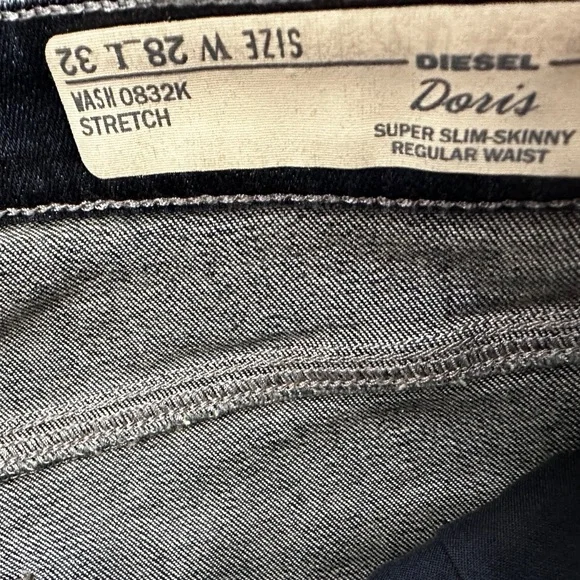 SIZE W 28 L 32
WASH 0832K
STRETCH
DIESEL
Doris
SUPER SLIM-SKINNY
REGULAR WAIST